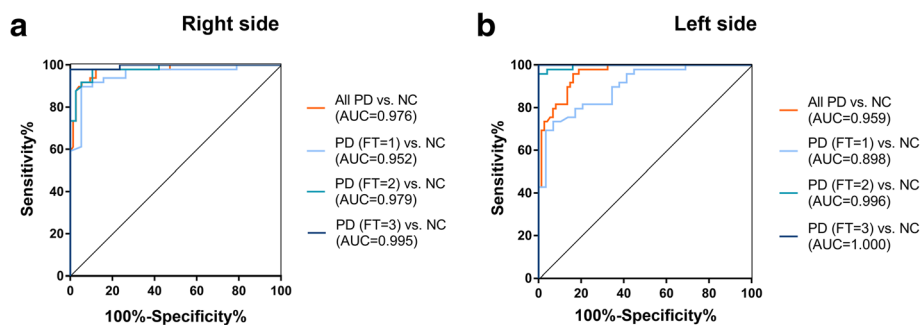 a
Right side
100
80
60
40
20
0
0
20
40
60
80
100
Sensitivity%
100%-Specificity%
All PD vs. NC
(AUC=0.976)
PD (FT=1) vs. NC
(AUC=0.952)
PD (FT=2) vs. NC
(AUC=0.979)
PD (FT=3) vs. NC
(AUC=0.995)
b
Left side
100
80
60
40
20
0
0
20
40
60
80
100
Sensitivity%
100%-Specificity%
All PD vs. NC
(AUC=0.959)
PD (FT=1) vs. NC
(AUC=0.898)
PD (FT=2) vs. NC
(AUC=0.996)
PD (FT=3) vs. NC
(AUC=1.000)